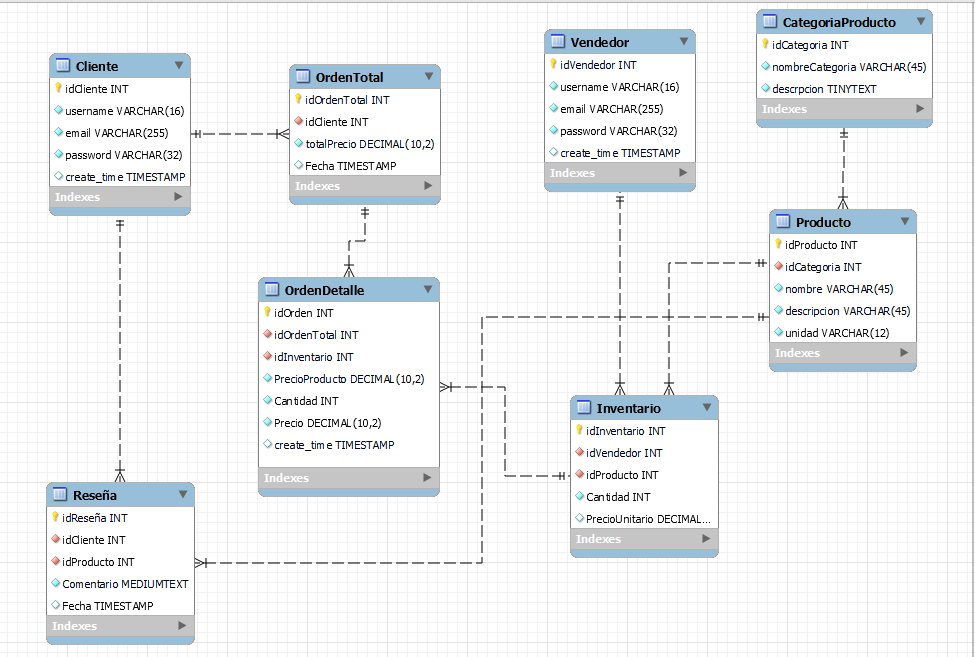 Cliente
idCliente INT
username VARCHAR(16)
email VARCHAR(255)
password VARCHAR(32)
create_time TIMESTAMP
Indexes
OrdenTotal
idOrdenTotal INT
idCliente INT
totalPrecio DECIMAL(10,2)
Fecha TIMESTAMP
Indexes
Vendedor
idVendedor INT
username VARCHAR(16)
email VARCHAR(255)
password VARCHAR(32)
create_time TIMESTAMP
Indexes
CategoriaProducto
idCategoria INT
nombreCategoria VARCHAR(45)
descrpcion TINYTEXT
Indexes
Producto
idProducto INT
idCategoria INT
nombre VARCHAR(45)
descripcion VARCHAR(45)
unidad VARCHAR(12)
Indexes
OrdenDetalle
idOrden INT
idOrdenTotal INT
idInventario INT
PrecioProducto DECIMAL(10,2)
Cantidad INT
Precio DECIMAL(10,2)
create_time TIMESTAMP
Indexes
Inventario
idInventario INT
idVendedor INT
idProducto INT
Cantidad INT
PrecioUnitario DECIMAL...
Indexes
Reseña
idReseña INT
idCliente INT
idProducto INT
Comentario MEDIUMTEXT
Fecha TIMESTAMP
Indexes